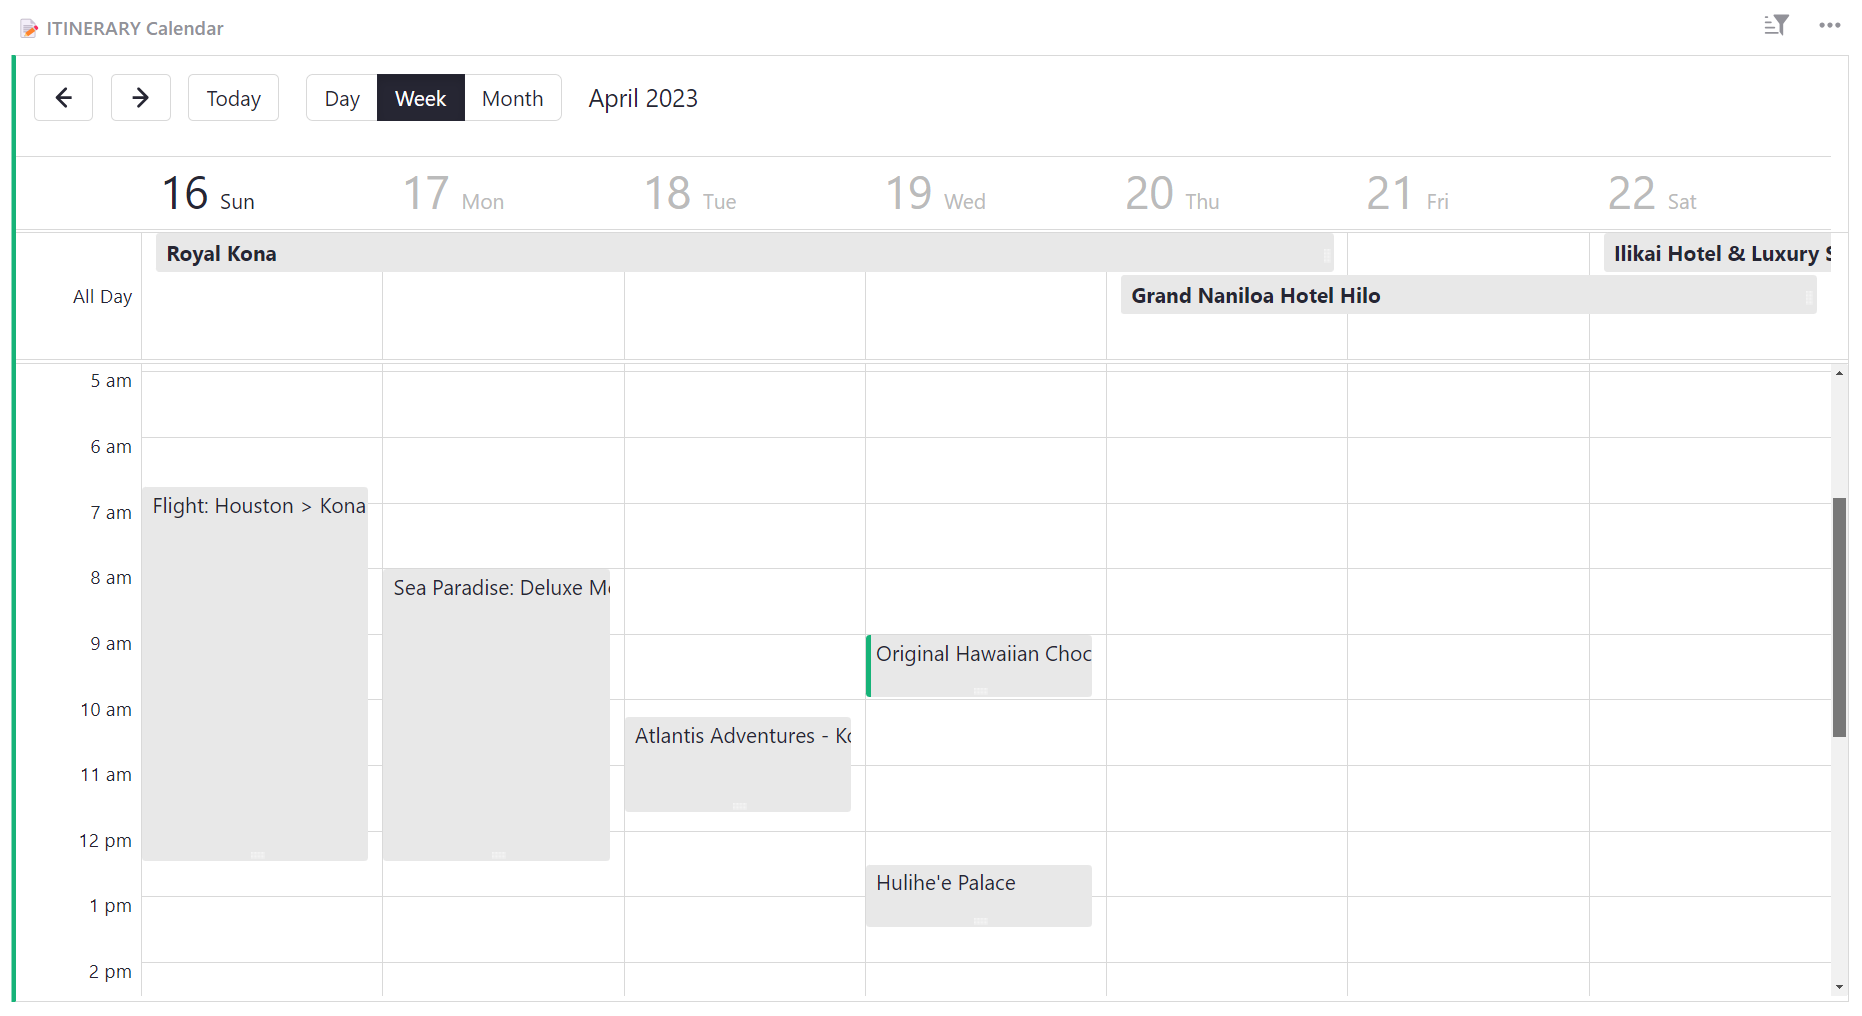 ITINERARY Calendar
Today Day Week Month April 2023
16 Sun 17 Mon 18 Tue 19 Wed 20 Thu 21 Fri 22 Sat
Royal Kona Ilikai Hotel & Luxury
All Day Grand Naniloa Hotel Hilo
5 am
6 am
Flight: Houston > Kona
7 am
8 am
Sea Paradise: Deluxe
9 am
Original Hawaiian Choc
10 am
Atlantis Adventures -
11 am
12 pm
Hulihe'e Palace
1 pm
2 pm